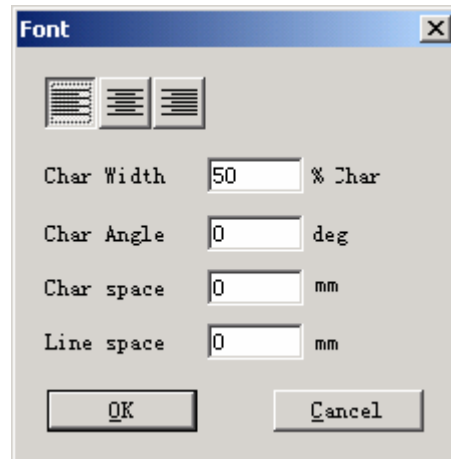 Font
Char Width 50 % Char
Char Angle 0 deg
Char space 0 mm
Line space 0 mm
OK Cancel